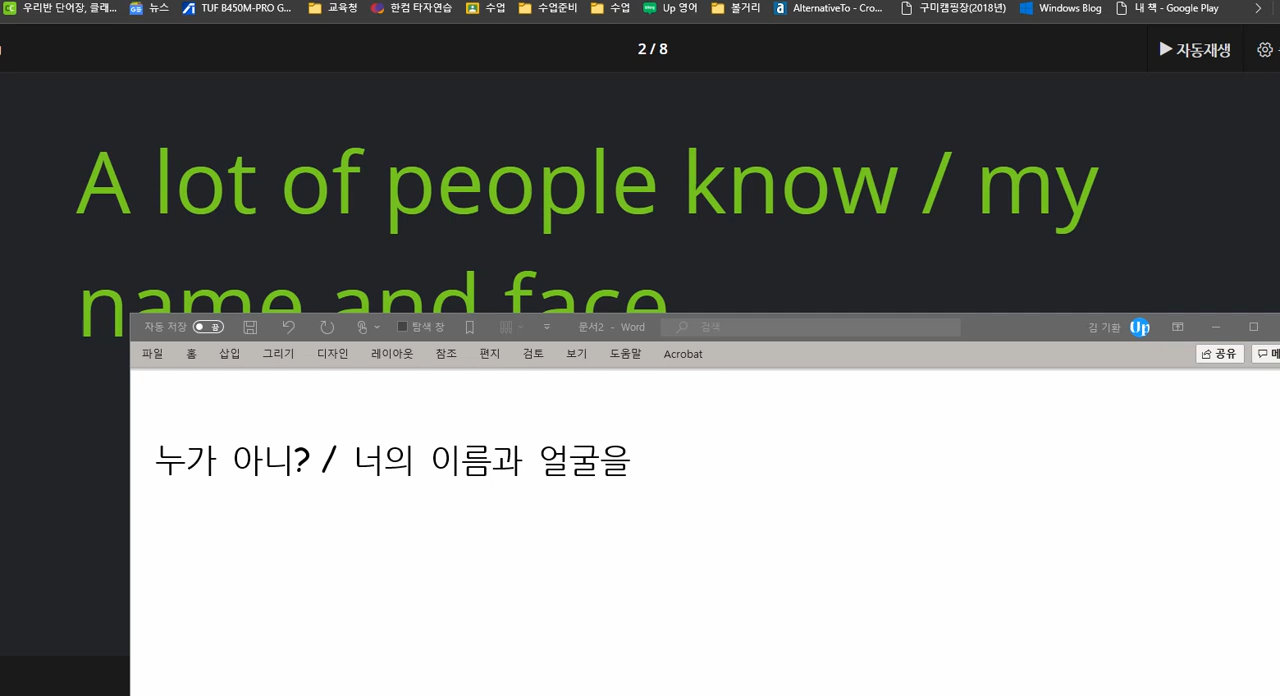 우리반 단어장, 클래... 뉴스 TUF B450M-PRO G... 교육청 한컴 타자연습 수업 수업준비 수업 Up 영어 볼거리 AlternativeTo - Cro... 구미캠핑장(2018년) Windows Blog 내 책 - Google Play
2 / 8 자동재생
A lot of people know / my
name and face
자동 저장 끔 탐색 창 문서2 - Word 검색 김 기환 Up
파일 홈 삽입 그리기 디자인 레이아웃 참조 편지 검토 보기 도움말 Acrobat 공유
누가 아니? / 너의 이름과 얼굴을